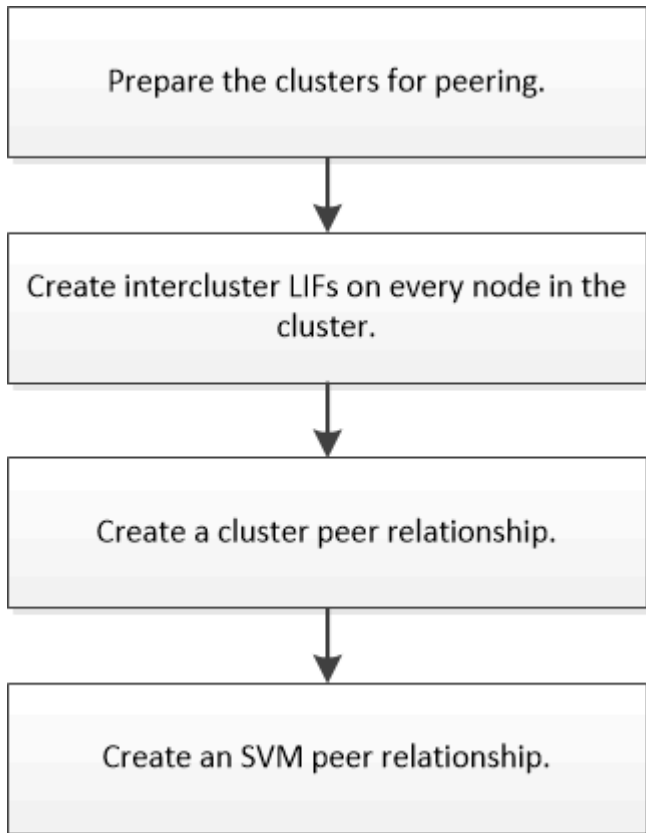 Prepare the clusters for peering.
Create intercluster LIFs on every node in the
cluster.
Create a cluster peer relationship.
Create an SVM peer relationship.